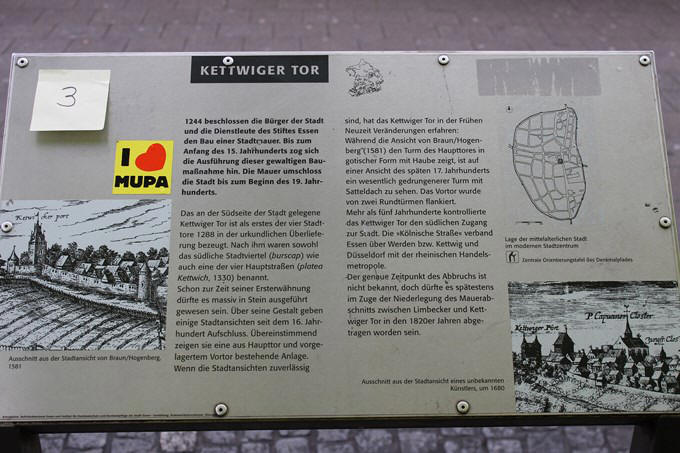 KETTWIGER TOR
3
I
MUPA
1244 beschlossen die Bürger der Stadt
und die Dienstleute des Stiftes Essen
den Bau einer Stadtmauer. Bis zum
Anfang des 15. Jahrhunderts zog sich
die Ausführung dieser gewaltigen Bau-
maßnahme hin. Die Mauer umschloss
die Stadt bis zum Beginn des 19. Jahr-
hunderts.
Das an der Südseite der Stadt gelegene
Kettwiger Tor ist als erstes der vier Stadt-
tore 1288 in der urkundlichen Überliefe-
rung bezeugt. Nach ihm waren sowohl
das südliche Stadtviertel (burscap) wie
auch eine der vier Hauptstraßen (platea
Kettwich, 1330) benannt.
Schon zur Zeit seiner Ersterwähnung
dürfte es massiv in Stein ausgeführt
gewesen sein. Über seine Gestalt geben
einige Stadtansichten seit dem 16. Jahr-
hundert Aufschluss. Übereinstimmend
zeigen sie eine aus Haupttor und vorge-
lagertem Vortor bestehende Anlage.
Wenn die Stadtansichten zuverlässig
sind, hat das Kettwiger Tor in der Frühen
Neuzeit Veränderungen erfahren:
Während die Ansicht von Braun/Hogen-
berg (1581) den Turm des Haupttores in
gotischer Form mit Haube zeigt, ist auf
einer Ansicht des späten 17. Jahrhunderts
ein wesentlich gedrungenerer Turm mit
Satteldach zu sehen. Das Vortor wurde
von zwei Rundtürmen flankiert.
Mehr als fünf Jahrhunderte kontrollierte
das Kettwiger Tor den südlichen Zugang
zur Stadt. Die «Kölnische Straße» verband
Essen über Werden bzw. Kettwig und
Düsseldorf mit der rheinischen Handels-
metropole.
Der genaue Zeitpunkt des Abbruchs ist
nicht bekannt, doch dürfte es spätestens
im Zuge der Niederlegung des Mauerab-
schnitts zwischen Limbecker und Kett-
wiger Tor in den 1820er Jahren abge-
tragen worden sein.
Lage der mittelalterlichen Stadt
im modernen Stadtzentrum
Zentrale Orientierungstafel des Denkmalpfades
Ketwicher port
Ausschnitt aus der Stadtansicht von Braun/Hogenberg,
1581
Kettwiger Port
P Capuciner Closter
Jungfr Closter
Ausschnitt aus der Stadtansicht eines unbekannten
Künstlers, um 1680